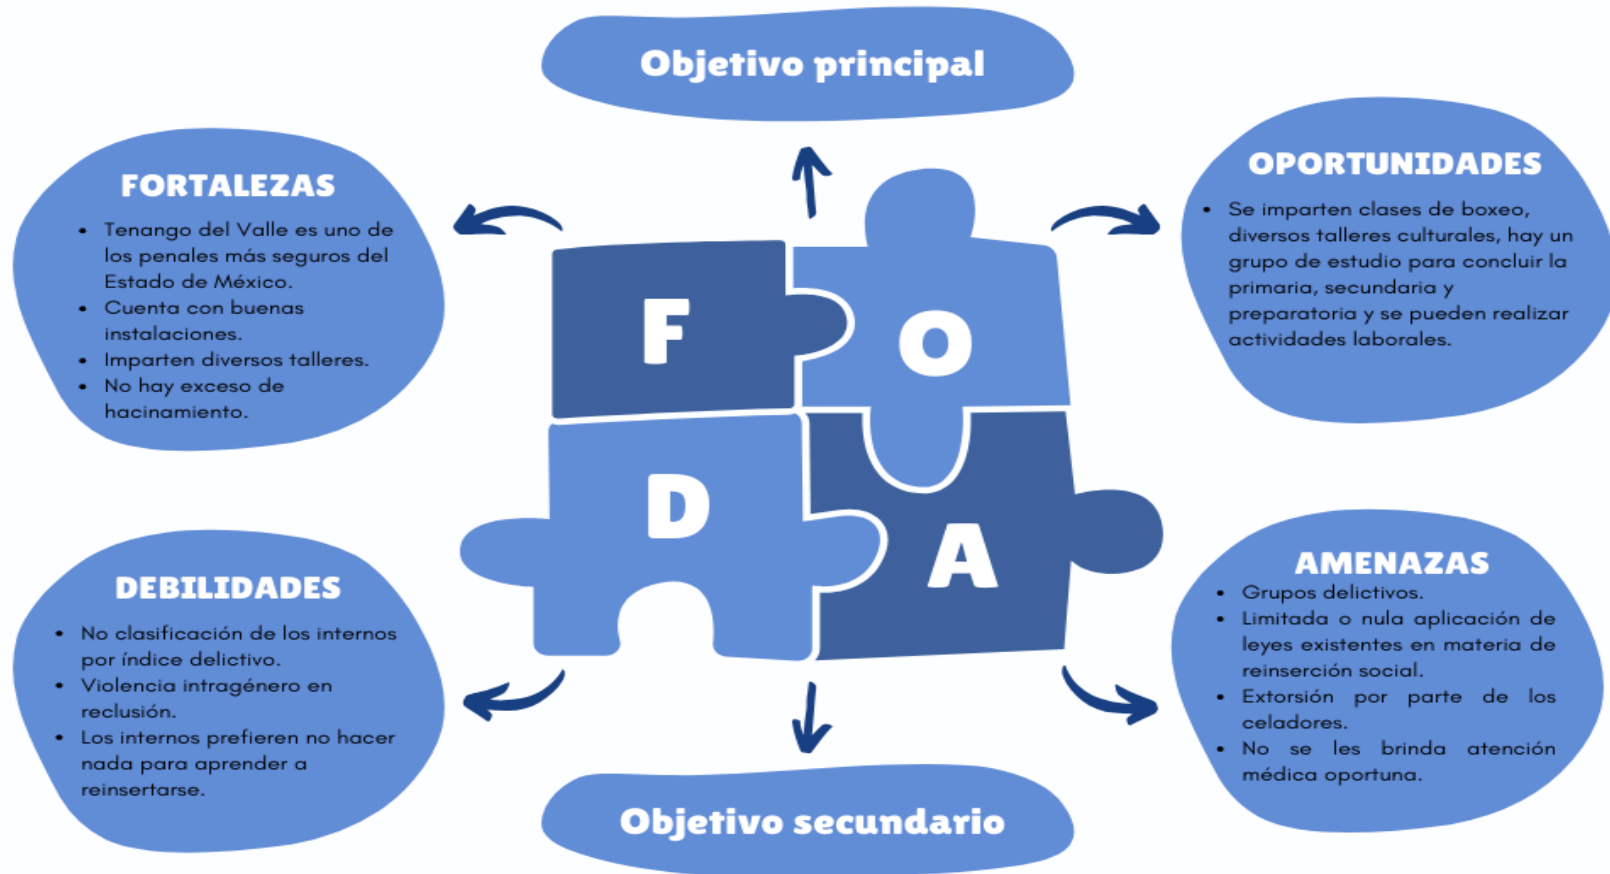 Objetivo principal
FORTALEZAS
• Tenango del Valle es uno de
los penales más seguros del
Estado de México.
• Cuenta con buenas
instalaciones.
• Imparten diversos talleres.
• No hay exceso de
hacinamiento.
OPORTUNIDADES
• Se imparten clases de boxeo,
diversos talleres culturales, hay un
grupo de estudio para concluir la
primaria, secundaria y
preparatoria y se pueden realizar
actividades laborales.
F
O
D
A
DEBILIDADES
• No clasificación de los internos
por índice delictivo.
• Violencia intragénero en
reclusión.
• Los internos prefieren no hacer
nada para aprender a
reinsertarse.
AMENAZAS
• Grupos delictivos.
• Limitada o nula aplicación de
leyes existentes en materia de
reinserción social.
• Extorsión por parte de los
celadores.
• No se les brinda atención
médica oportuna.
Objetivo secundario